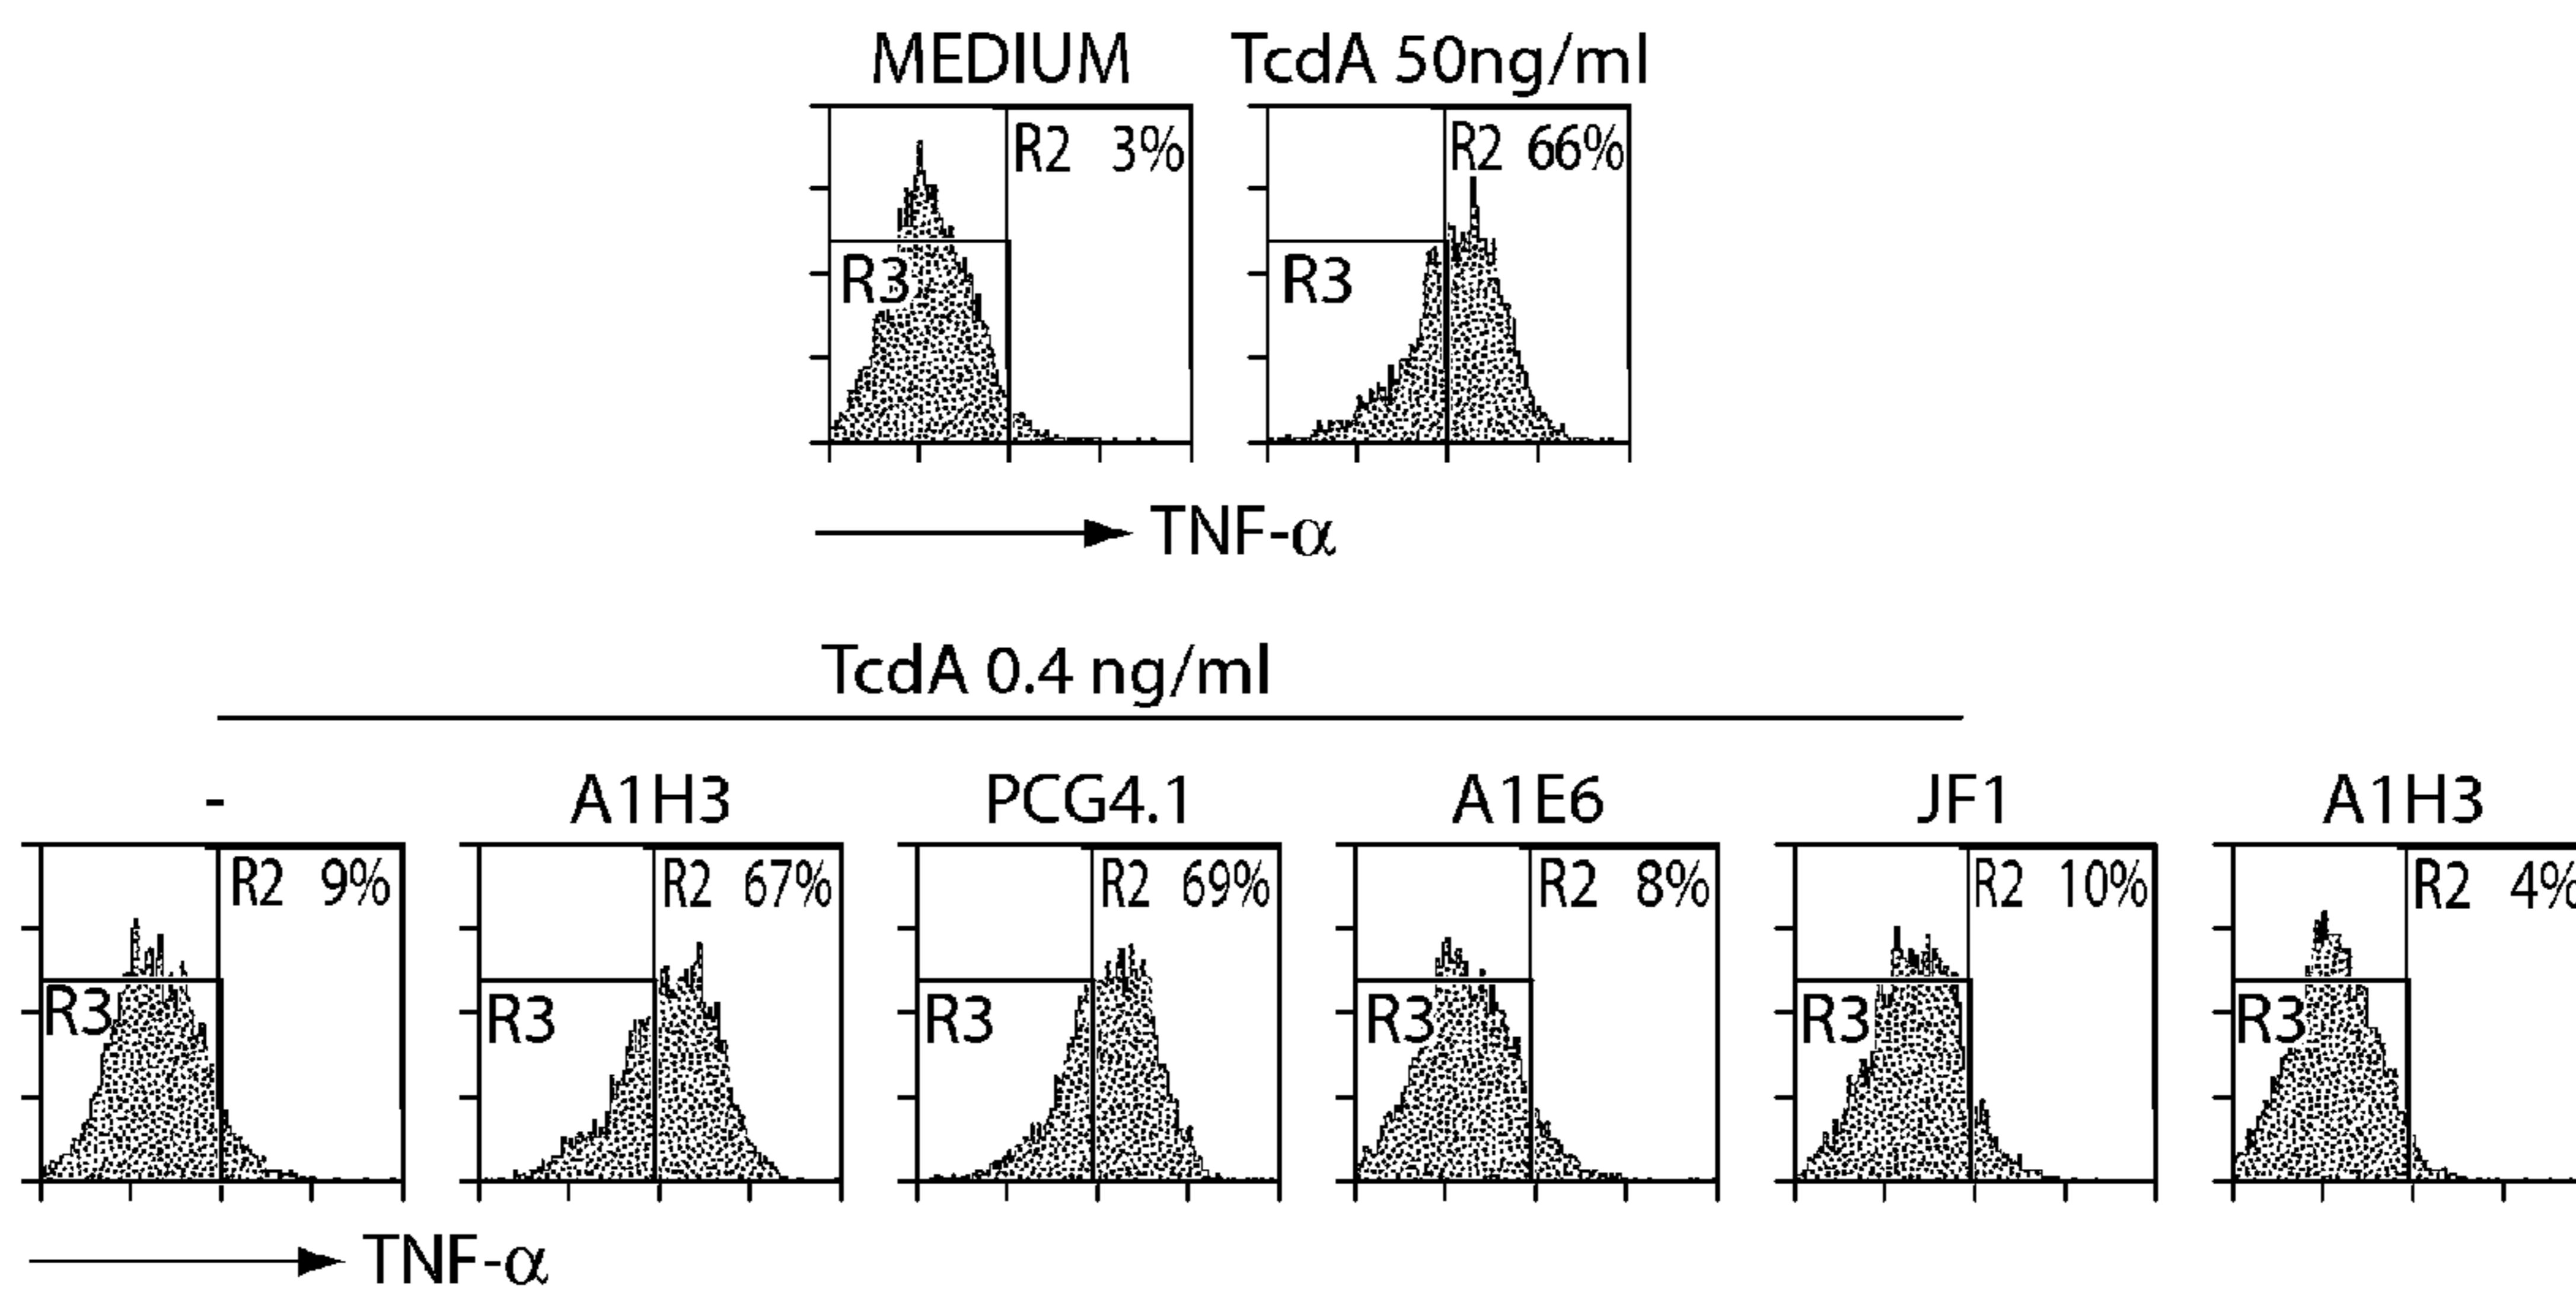 MEDIUM TcdA 50ng/ml
R2 3% R2 66%
R3 R3
TNF-α
TcdA 0.4 ng/ml
- A1H3 PCG4.1 A1E6 JF1 A1H3
R2 9% R2 67% R2 69% R2 8% R2 10% R2 4%
R3 R3 R3 R3 R3 R3
TNF-α